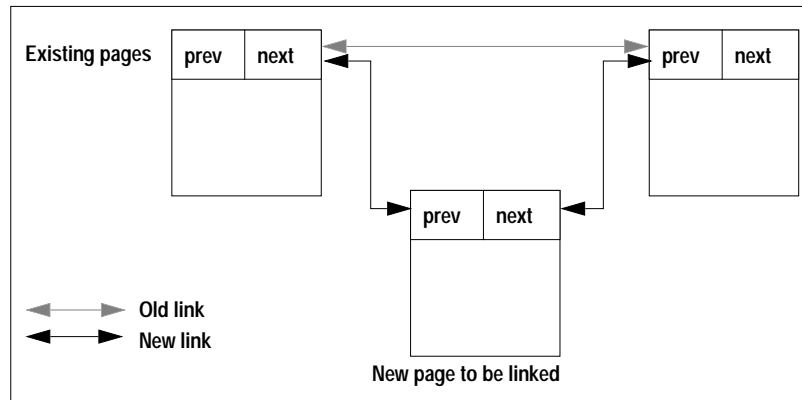 Existing pages
prev next
prev next
prev next
Old link
New link
New page to be linked